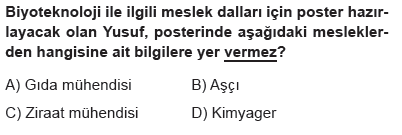 Biyoteknoloji ile ilgili meslek dalları için poster hazır-
layacak olan Yusuf, posterinde aşağıdaki meslekler-
den hangisine ait bilgilere yer vermez?
A) Gıda mühendisi B) Aşçı
C) Ziraat mühendisi D) Kimyager